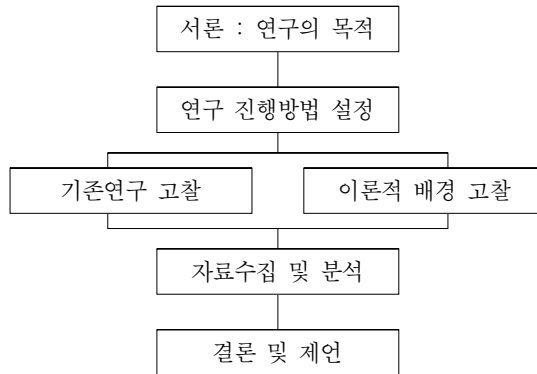 서론 : 연구의 목적
연구 진행방법 설정
기존연구 고찰
이론적 배경 고찰
자료수집 및 분석
결론 및 제언